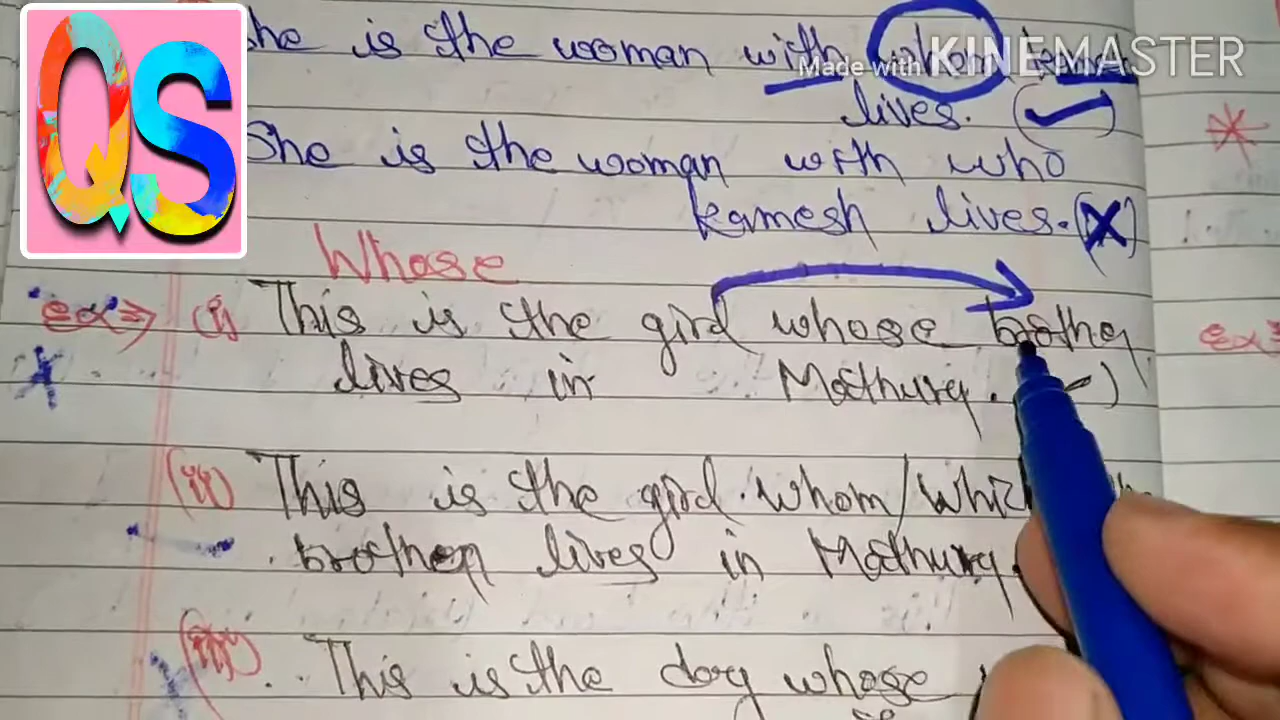 QS
She is the woman with whom
Made with KINEMASTER
lives. (✓)
She is the woman with who
Ramesh lives. (X)
Whose
ex⇒ (i) This is the girl whose brother
lives in Mathura.
ex⇒
(ii) This is the girl whom/
brother lives in Mathura.
(iii) This is the dog whose